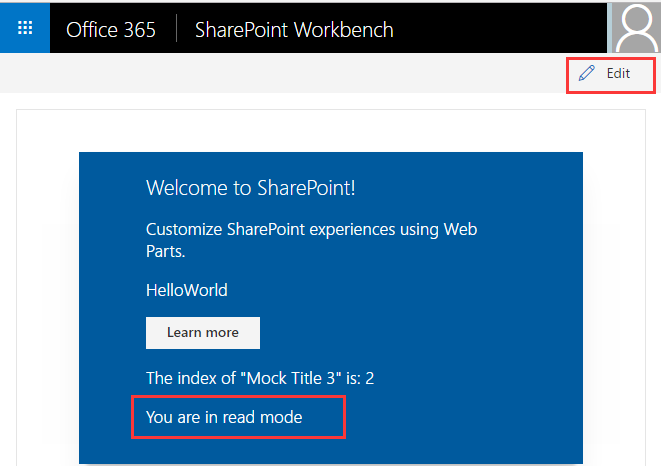 Office 365 SharePoint Workbench
Edit
Welcome to SharePoint!
Customize SharePoint experiences using Web
Parts.
HelloWorld
Learn more
The index of "Mock Title 3" is: 2
You are in read mode